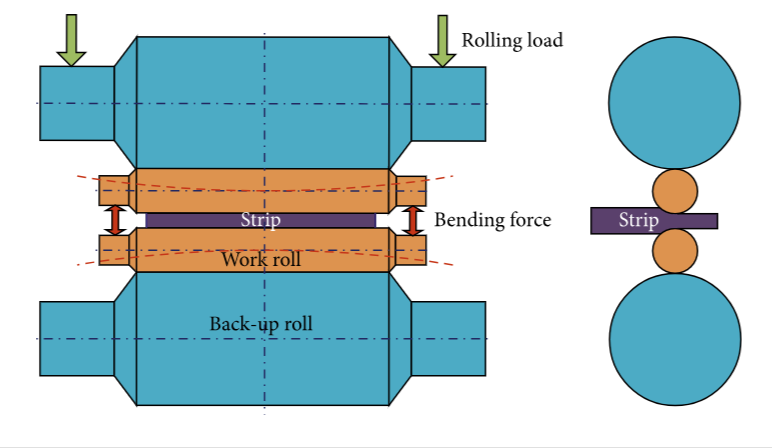 Rolling load
Strip
Bending force
Strip
Work roll
Back-up roll